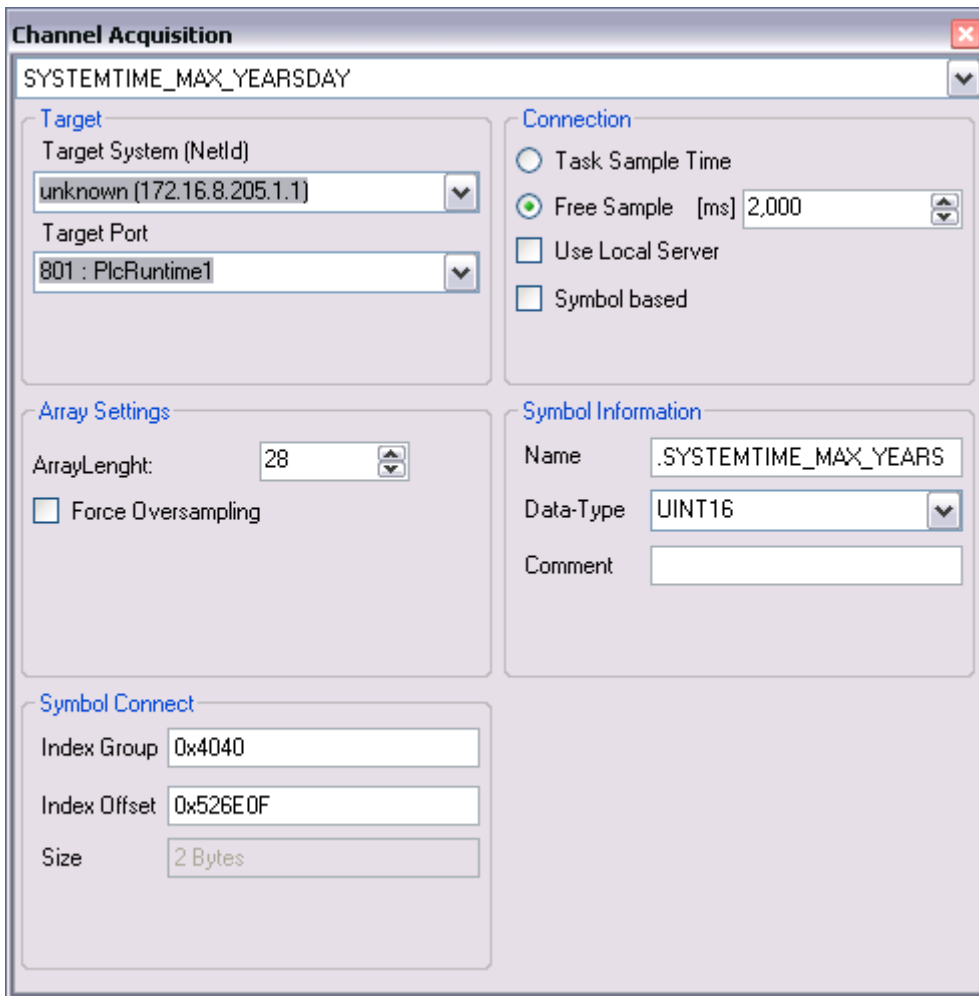 Channel Acquisition
SYSTEMTIME_MAX_YEARSDAY
Target
Target System (NetId)
unknown (172.16.8.205.1.1)
Target Port
801 : PlcRuntime1
Connection
Task Sample Time
Free Sample [ms] 2,000
Use Local Server
Symbol based
Array Settings
ArrayLenght: 28
Force Oversampling
Symbol Information
Name .SYSTEMTIME_MAX_YEARS
Data-Type UINT16
Comment
Symbol Connect
Index Group 0x4040
Index Offset 0x526E0F
Size 2 Bytes